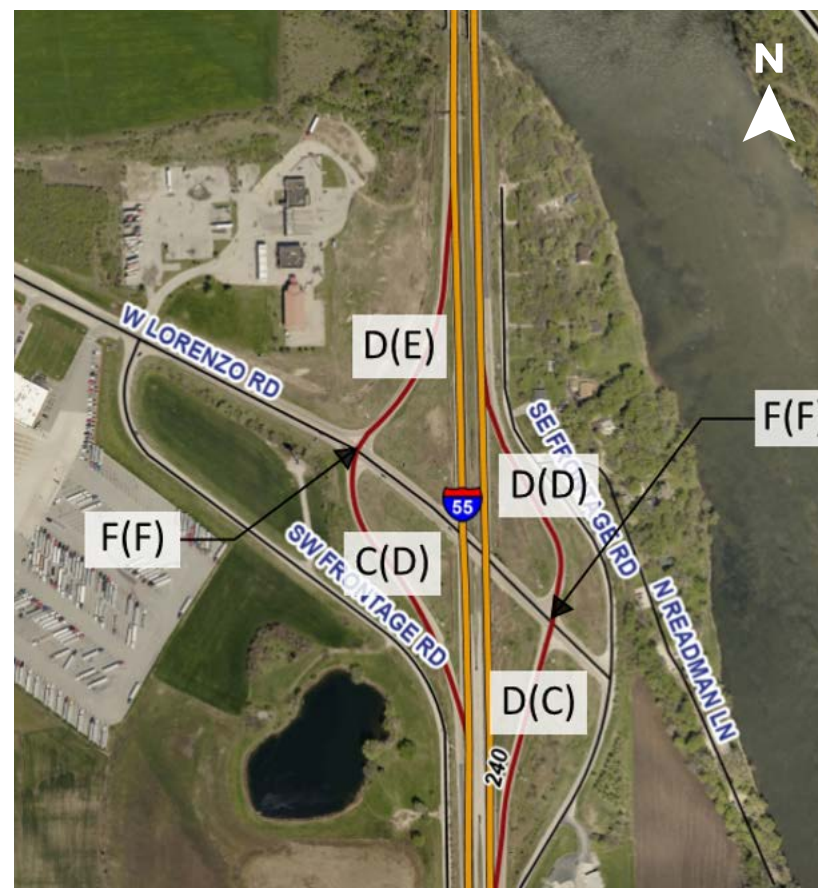 N
W LORENZO RD
D(E)
F(F)
SE FRONTAGE RD
D(D)
55
F(F)
SW FRONTAGE RD
C(D)
N READMAN LN
D(C)
240